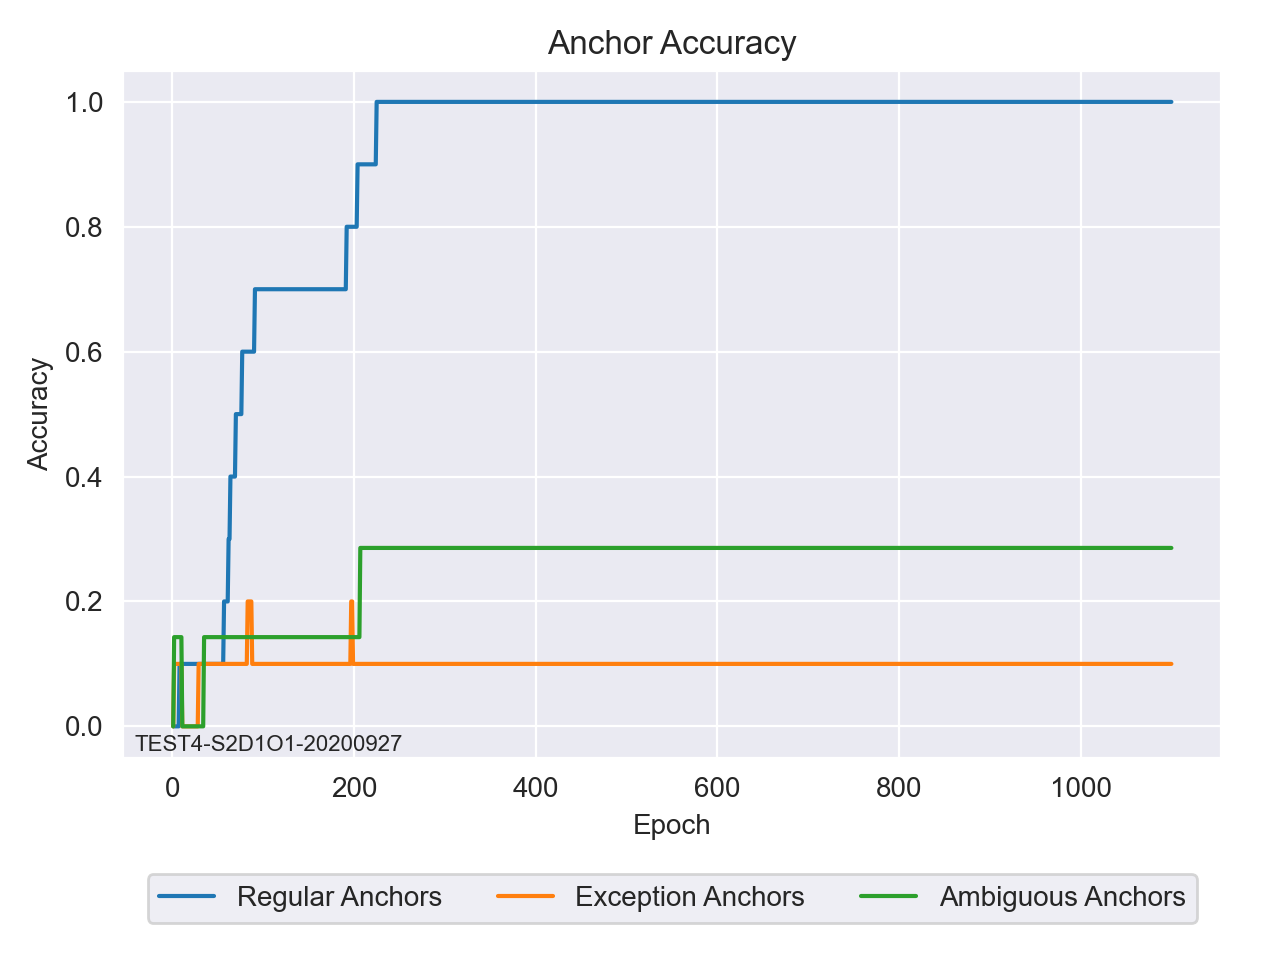 Anchor Accuracy
1.0
0.8
0.6
0.4
0.2
0.0
Accuracy
TEST4-S2D1O1-20200927
0 200 400 600 800 1000
Epoch
Regular Anchors Exception Anchors Ambiguous Anchors